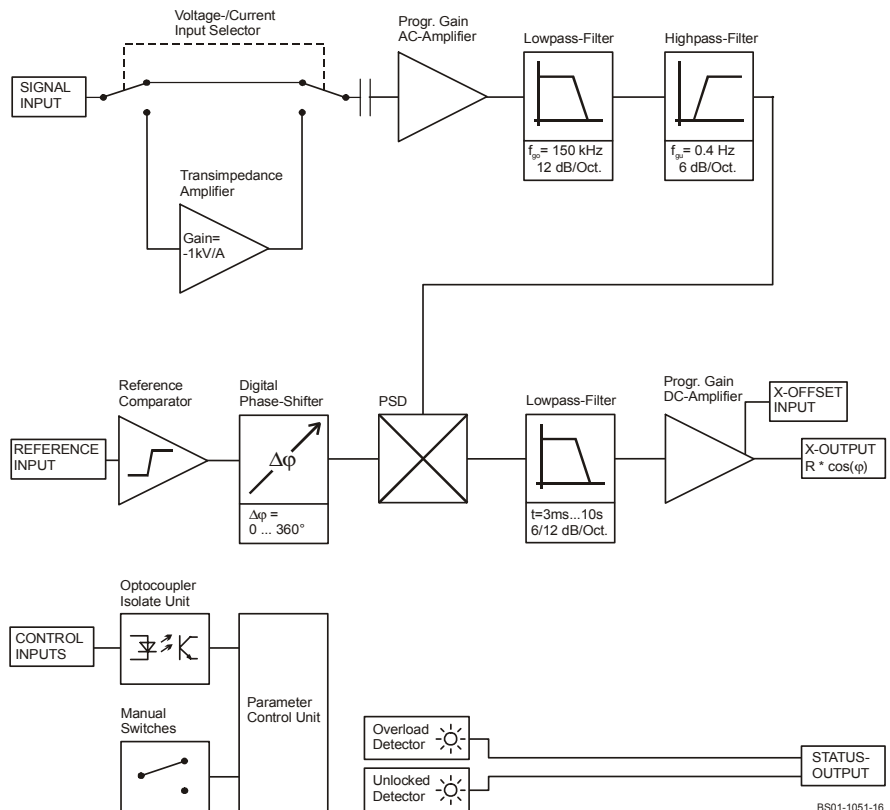 Voltage-/Current
Input Selector
Progr. Gain
AC-Amplifier
Lowpass-Filter
Highpass-Filter
SIGNAL
INPUT
fgo= 150 kHz
12 dB/Oct.
fgu= 0.4 Hz
6 dB/Oct.
Transimpedance
Amplifier
Gain=
-1kV/A
Reference
Comparator
Digital
Phase-Shifter
PSD
Lowpass-Filter
Progr. Gain
DC-Amplifier
X-OFFSET
INPUT
REFERENCE
INPUT
Δφ
X-OUTPUT
R * cos(φ)
Δφ =
0 ... 360°
t=3ms...10s
6/12 dB/Oct.
Optocoupler
Isolate Unit
CONTROL
INPUTS
Manual
Switches
Parameter
Control Unit
Overload
Detector
Unlocked
Detector
STATUS-
OUTPUT
BS01-1051-16